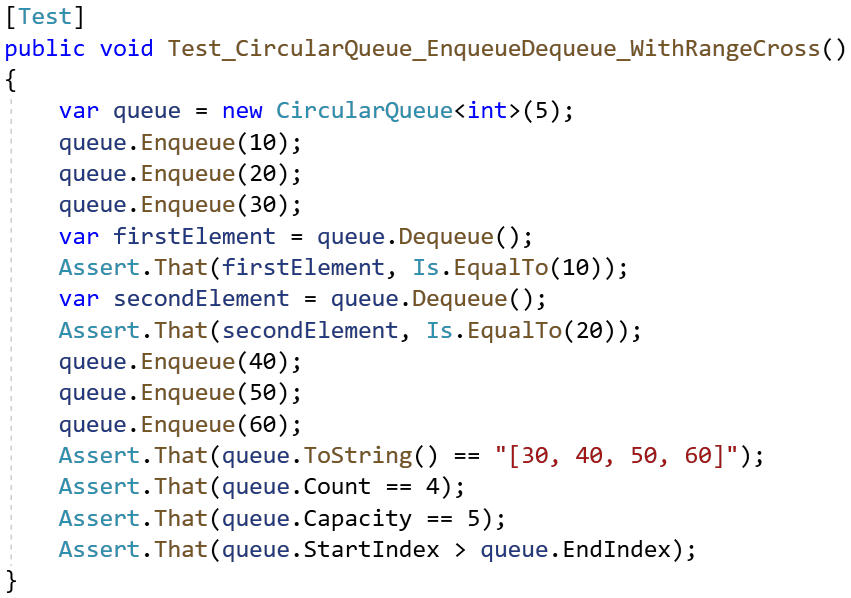 [Test]
public void Test_CircularQueue_EnqueueDequeue_WithRangeCross()
{
    var queue = new CircularQueue<int>(5);
    queue.Enqueue(10);
    queue.Enqueue(20);
    queue.Enqueue(30);
    var firstElement = queue.Dequeue();
    Assert.That(firstElement, Is.EqualTo(10));
    var secondElement = queue.Dequeue();
    Assert.That(secondElement, Is.EqualTo(20));
    queue.Enqueue(40);
    queue.Enqueue(50);
    queue.Enqueue(60);
    Assert.That(queue.ToString() == "[30, 40, 50, 60]");
    Assert.That(queue.Count == 4);
    Assert.That(queue.Capacity == 5);
    Assert.That(queue.StartIndex > queue.EndIndex);
}